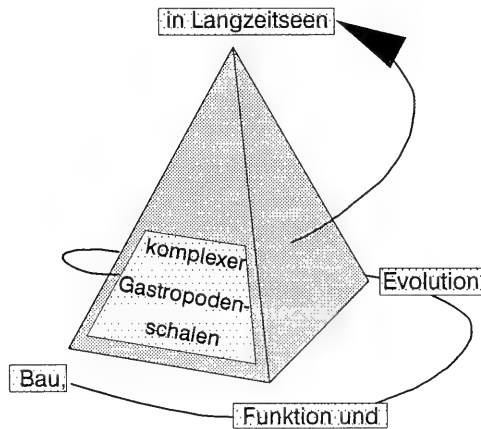 Bau,
Funktion und
Evolution
komplexer
Gastropoden-
schalen
in Langzeitseen